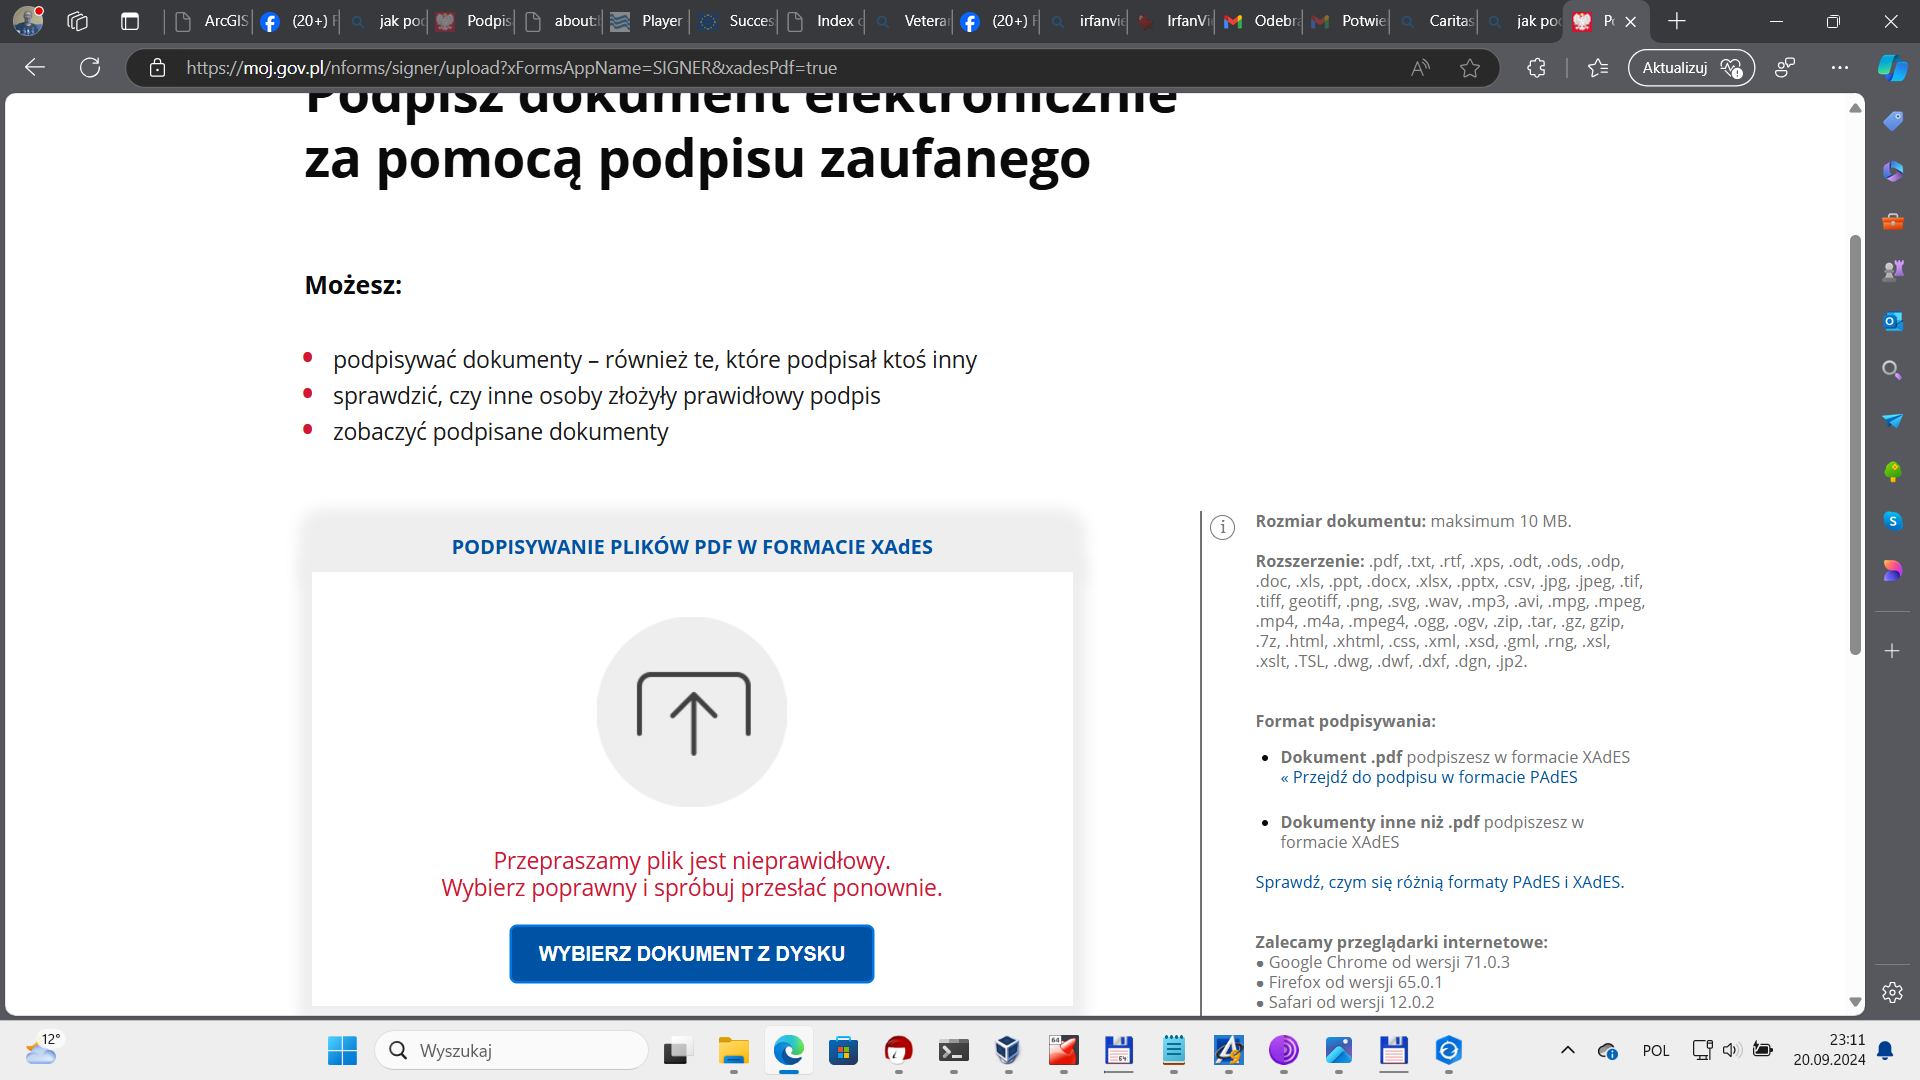 ArcGIS
(20+) F
jak poc
Podpis
about:
Player
Succes
Index c
Veterar
(20+) F
irfanvie
IrfanVi
Odebra
Potwie
Caritas
jak poc
https://moj.gov.pl/nforms/signer/upload?xFormsAppName=SIGNER&xadesPdf=true
Aktualizuj
Podpisz dokument elektronicznie
za pomocą podpisu zaufanego
Możesz:
podpisywać dokumenty – również te, które podpisał ktoś inny
sprawdzić, czy inne osoby złożyły prawidłowy podpis
zobaczyć podpisane dokumenty
PODPISYWANIE PLIKÓW PDF W FORMACIE XAdES
Przepraszamy plik jest nieprawidłowy.
Wybierz poprawny i spróbuj przesłać ponownie.
WYBIERZ DOKUMENT Z DYSKU
Rozmiar dokumentu: maksimum 10 MB.
Rozszerzenie: .pdf, .txt, .rtf, .xps, .odt, .ods, .odp,
.doc, .xls, .ppt, .docx, .xlsx, .pptx, .csv, .jpg, .jpeg, .tif,
.tiff, geotiff, .png, .svg, .wav, .mp3, .avi, .mpg, .mpeg,
.mp4, .m4a, .mpeg4, .ogg, .ogv, .zip, .tar, .gz, gzip,
.7z, .html, .xhtml, .css, .xml, .xsd, .gml, .rng, .xsl,
.xslt, .TSL, .dwg, .dwf, .dxf, .dgn, .jp2.
Format podpisywania:
Dokument .pdf podpiszesz w formacie XAdES
« Przejdź do podpisu w formacie PAdES
Dokumenty inne niż .pdf podpiszesz w
formacie XAdES
Sprawdź, czym się różnią formaty PAdES i XAdES.
Zalecamy przeglądarki internetowe:
● Google Chrome od wersji 71.0.3
● Firefox od wersji 65.0.1
● Safari od wersji 12.0.2
12°
Wyszukaj
POL
23:11
20.09.2024